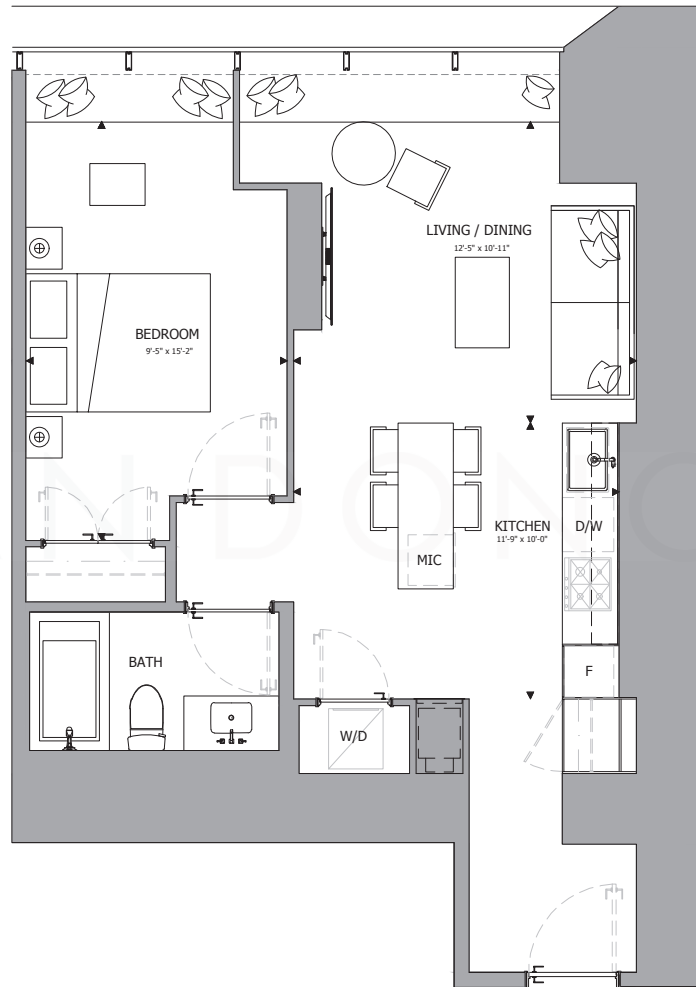 LIVING / DINING
12'-5" x 10'-11"
BEDROOM
9'-5" x 15'-2"
KITCHEN
11'-9" x 10'-0"
D/W
MIC
BATH
F
W/D